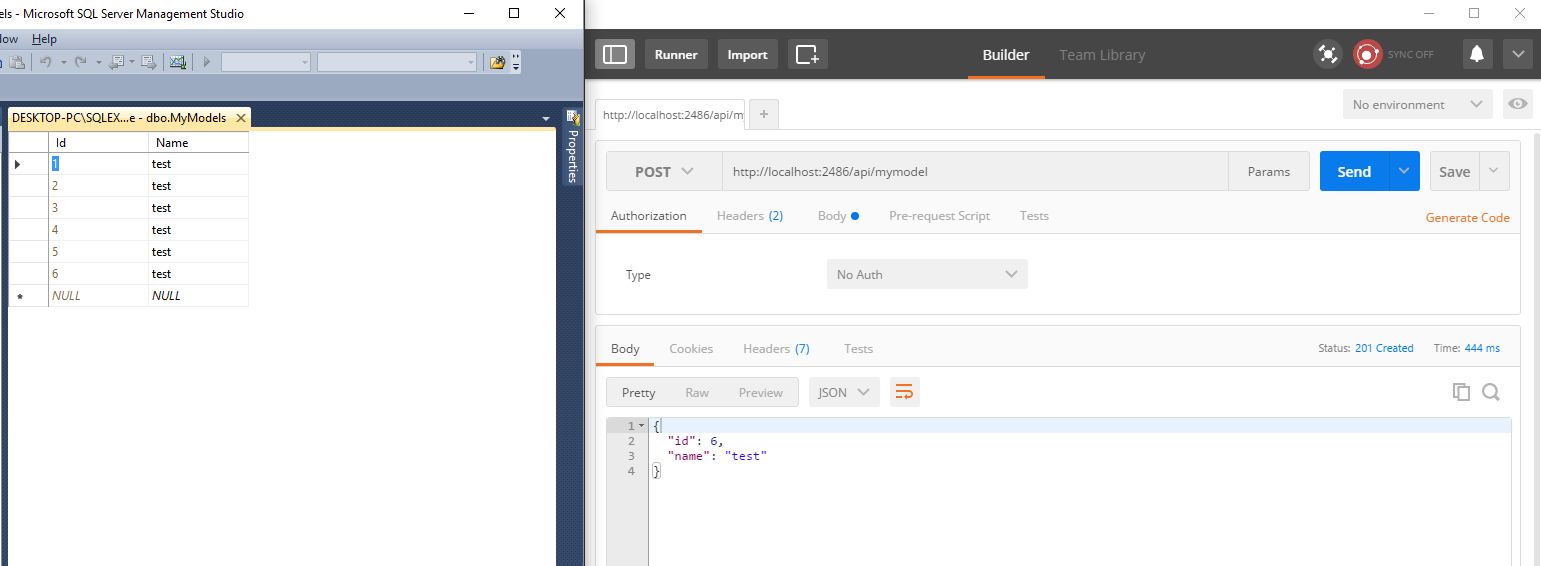 els - Microsoft SQL Server Management Studio
dow Help
DESKTOP-PC\SQLEX...e - dbo.MyModels
Properties
Id Name
1 test
2 test
3 test
4 test
5 test
6 test
NULL NULL
Runner Import Builder Team Library SYNC OFF
http://localhost:2486/api/m No environment
POST http://localhost:2486/api/mymodel Params Send Save
Authorization Headers (2) Body Pre-request Script Tests Generate Code
Type No Auth
Body Cookies Headers (7) Tests Status: 201 Created Time: 444 ms
Pretty Raw Preview JSON
1 {
2 "id": 6,
3 "name": "test"
4 }